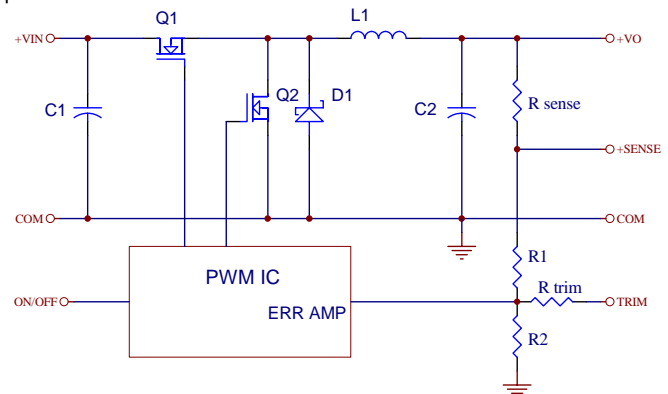 Q1
L1
+VIN
+VO
C1
Q2
D1
C2
R sense
+SENSE
COM
COM
R1
PWM IC
R trim
ON/OFF
ERR AMP
TRIM
R2